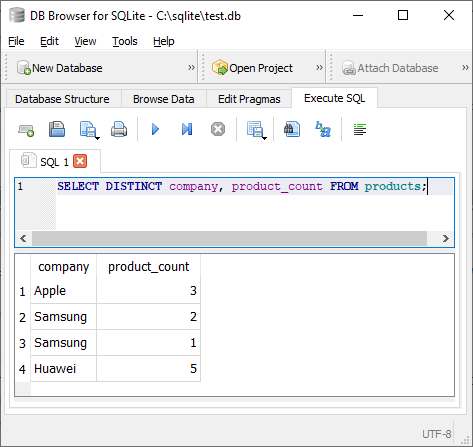 DB Browser for SQLite - C:\sqlite\test.db
File Edit View Tools Help
New Database » Open Project » Attach Database »
Database Structure Browse Data Edit Pragmas Execute SQL
SQL 1
1 SELECT DISTINCT company, product_count FROM products;
company product_count
1 Apple 3
2 Samsung 2
3 Samsung 1
4 Huawei 5
UTF-8